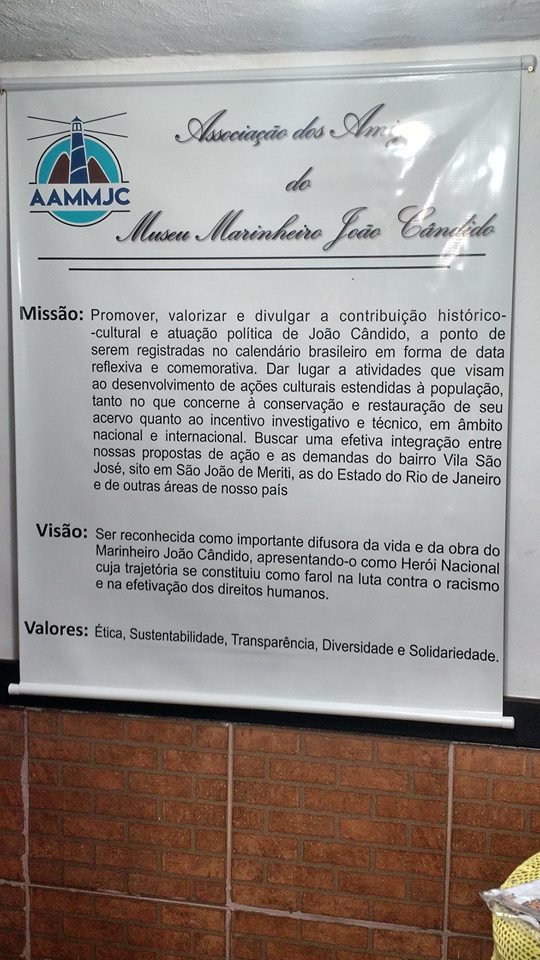 AAMMJC
Associação dos Amig
do
Museu Marinheiro João Cândido
Missão: Promover, valorizar e divulgar a contribuição histórico-
-cultural e atuação política de João Cândido, a ponto de
serem registradas no calendário brasileiro em forma de data
reflexiva e comemorativa. Dar lugar a atividades que visam
ao desenvolvimento de ações culturais estendidas à população,
tanto no que concerne à conservação e restauração de seu
acervo quanto ao incentivo investigativo e técnico, em âmbito
nacional e internacional. Buscar uma efetiva integração entre
nossas propostas de ação e as demandas do bairro Vila São
José, sito em São João de Meriti, as do Estado do Rio de Janeiro
e de outras áreas de nosso país
Visão: Ser reconhecida como importante difusora da vida e da obra do
Marinheiro João Cândido, apresentando-o como Herói Nacional
cuja trajetória se constituiu como farol na luta contra o racismo
e na efetivação dos direitos humanos.
Valores: Ética, Sustentabilidade, Transparência, Diversidade e Solidariedade.